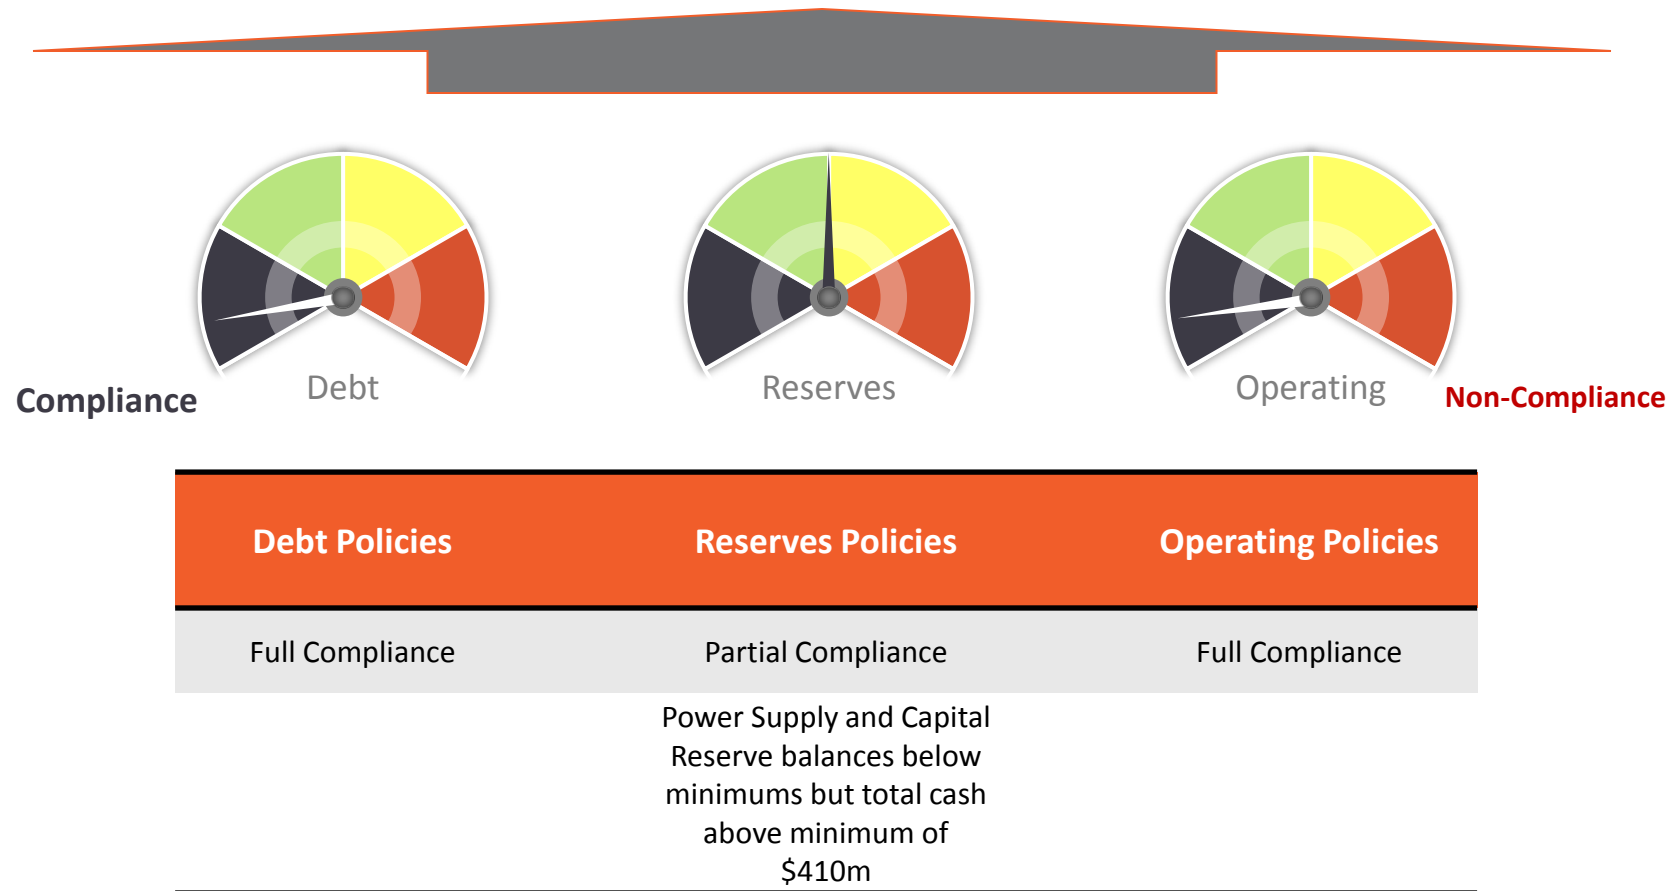 Debt
Reserves
Operating
Compliance
Non-Compliance
Debt Policies
Reserves Policies
Operating Policies
Full Compliance
Partial Compliance
Full Compliance
Power Supply and Capital
Reserve balances below
minimums but total cash
above minimum of
$410m